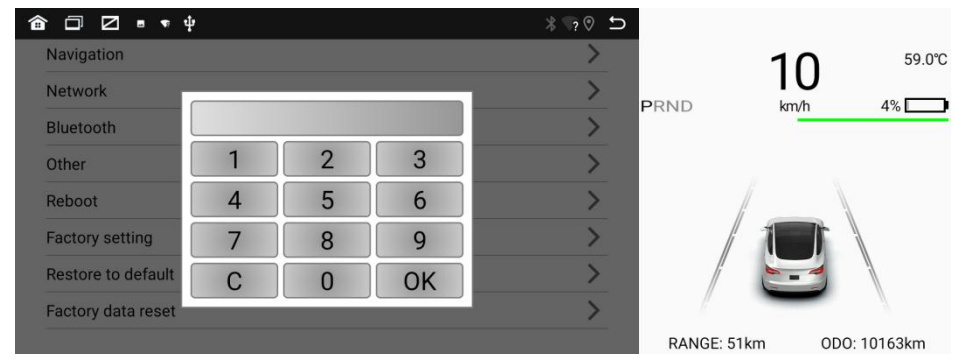 ?
Navigation
Network
Bluetooth
Other
Reboot
Factory setting
Restore to default
Factory data reset
1 2 3
4 5 6
7 8 9
C 0 OK
10
km/h
59.0℃
PRND
4%
RANGE: 51km ODO: 10163km